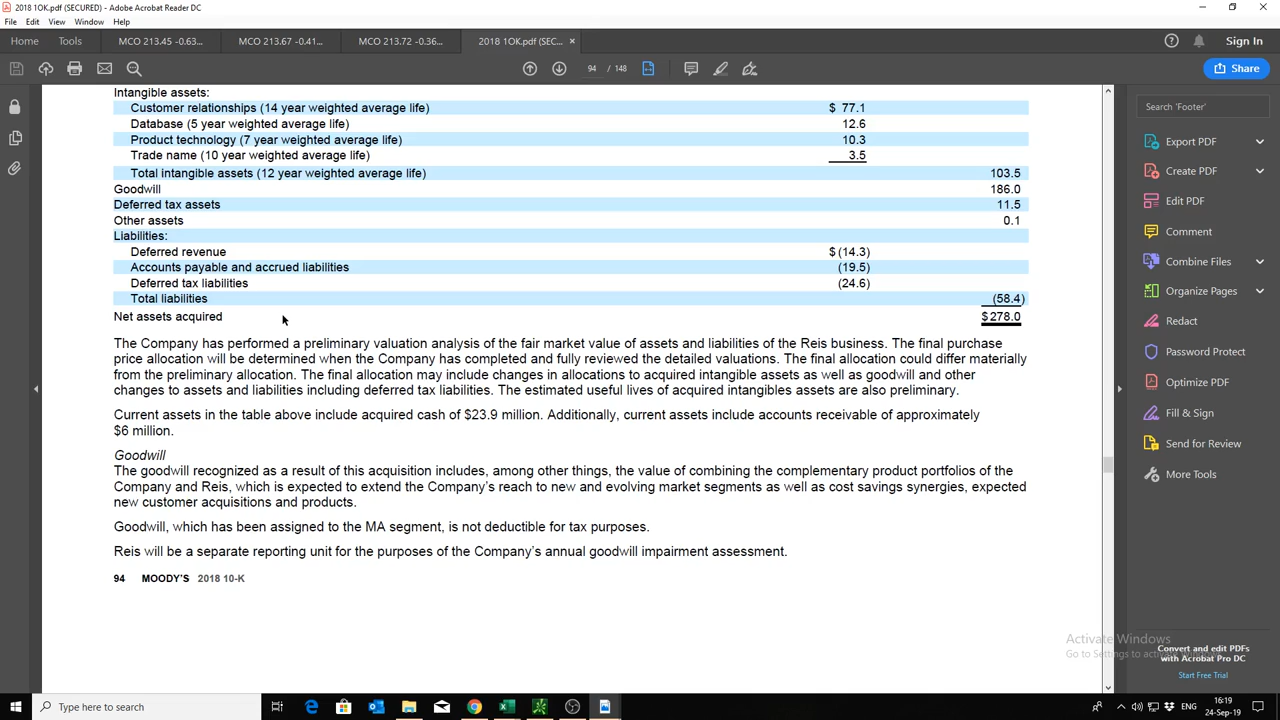 2018 1OK.pdf (SECURED) - Adobe Acrobat Reader DC
File Edit View Window Help
Home Tools MCO 213.45 -0.63... MCO 213.67 -0.41... MCO 213.72 -0.36... 2018 1OK.pdf (SEC... × Sign In
94 / 148 Share
Intangible assets:
Customer relationships (14 year weighted average life) $ 77.1
Database (5 year weighted average life) 12.6
Product technology (7 year weighted average life) 10.3
Trade name (10 year weighted average life) 3.5
Total intangible assets (12 year weighted average life) 103.5
Goodwill 186.0
Deferred tax assets 11.5
Other assets 0.1
Liabilities:
Deferred revenue $ (14.3)
Accounts payable and accrued liabilities (19.5)
Deferred tax liabilities (24.6)
Total liabilities (58.4)
Net assets acquired $278.0
The Company has performed a preliminary valuation analysis of the fair market value of assets and liabilities of the Reis business. The final purchase
price allocation will be determined when the Company has completed and fully reviewed the detailed valuations. The final allocation could differ materially
from the preliminary allocation. The final allocation may include changes in allocations to acquired intangible assets as well as goodwill and other
changes to assets and liabilities including deferred tax liabilities. The estimated useful lives of acquired intangibles assets are also preliminary.
Current assets in the table above include acquired cash of $23.9 million. Additionally, current assets include accounts receivable of approximately
$6 million.
Goodwill
The goodwill recognized as a result of this acquisition includes, among other things, the value of combining the complementary product portfolios of the
Company and Reis, which is expected to extend the Company's reach to new and evolving market segments as well as cost savings synergies, expected
new customer acquisitions and products.
Goodwill, which has been assigned to the MA segment, is not deductible for tax purposes.
Reis will be a separate reporting unit for the purposes of the Company's annual goodwill impairment assessment.
94 MOODY'S 2018 10-K
Search 'Footer'
Export PDF
Create PDF
Edit PDF
Comment
Combine Files
Organize Pages
Redact
Password Protect
Optimize PDF
Fill & Sign
Send for Review
More Tools
Activate Windows
Go to Settings to activate
Convert and edit PDFs
with Acrobat Pro DC
Start Free Trial
Type here to search
ENG
16:19
24-Sep-19